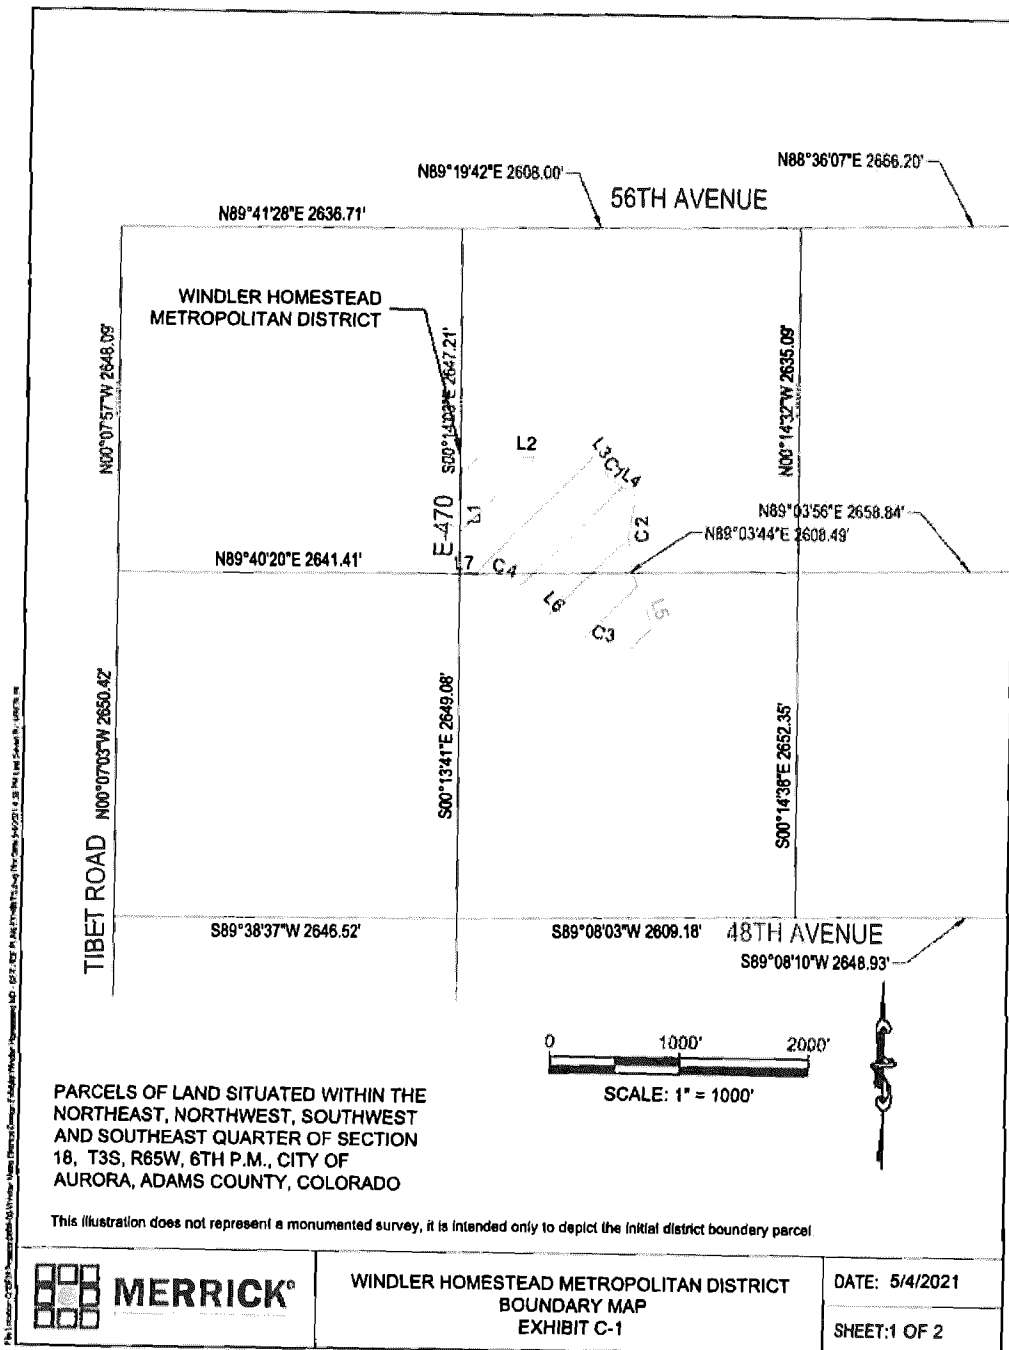 N88°36'07"E 2656.20'
N89°19'42"E 2608.00'
56TH AVENUE
N89°41'28"E 2636.71'
WINDLER HOMESTEAD
METROPOLITAN DISTRICT
N00°07'57"W 2648.09'
S00°14'03"E 2647.21'
N00°14'32"W 2635.09'
L2
L3
C1
L4
L1
E-470
C2
N89°03'56"E 2658.84'
N89°03'44"E 2608.49'
N89°40'20"E 2641.41'
L7
C4
L6
L5
C3
N00°07'03"W 2650.42'
S00°13'41"E 2649.08'
S00°14'38"E 2652.35'
TIBET ROAD
S89°38'37"W 2646.52'
S89°08'03"W 2609.18'
48TH AVENUE
S89°08'10"W 2648.93'
0 1000' 2000'
SCALE: 1" = 1000'
PARCELS OF LAND SITUATED WITHIN THE
NORTHEAST, NORTHWEST, SOUTHWEST
AND SOUTHEAST QUARTER OF SECTION
18, T3S, R65W, 6TH P.M., CITY OF
AURORA, ADAMS COUNTY, COLORADO
This illustration does not represent a monumented survey, it is intended only to depict the initial district boundary parcel
MERRICK®
WINDLER HOMESTEAD METROPOLITAN DISTRICT
BOUNDARY MAP
EXHIBIT C-1
DATE: 5/4/2021
SHEET:1 OF 2